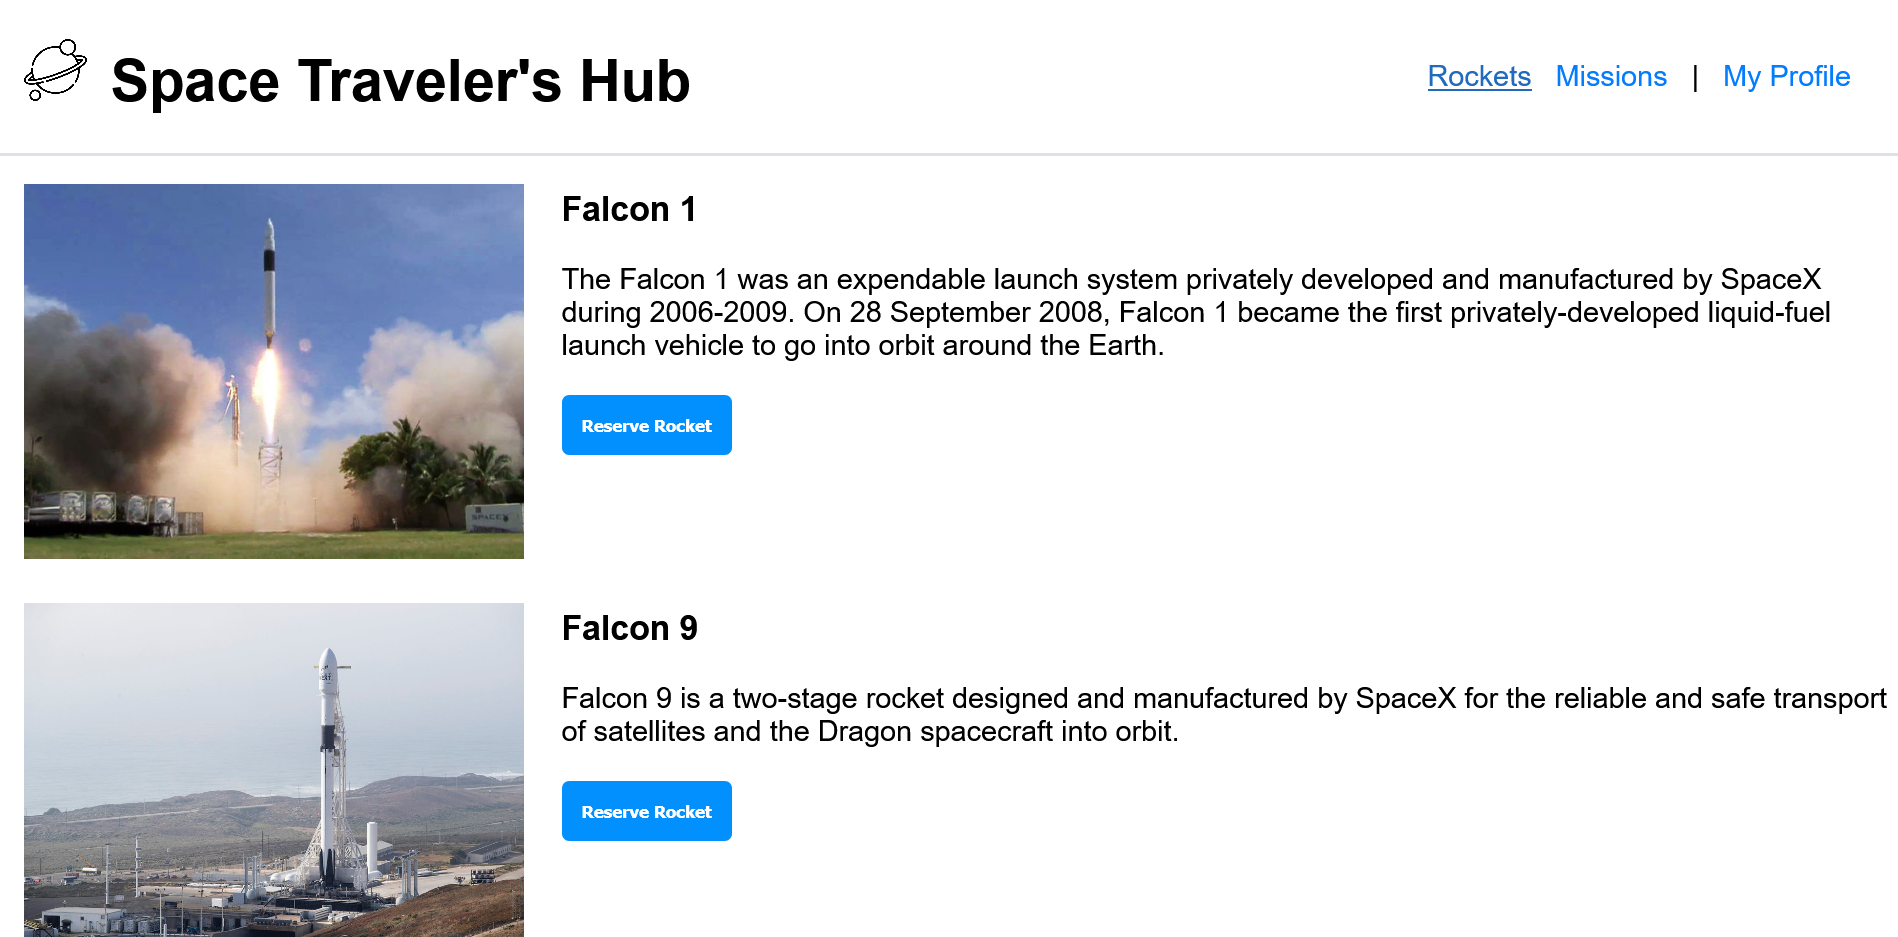 Space Traveler's Hub
Rockets Missions | My Profile
Falcon 1
The Falcon 1 was an expendable launch system privately developed and manufactured by SpaceX
during 2006-2009. On 28 September 2008, Falcon 1 became the first privately-developed liquid-fuel
launch vehicle to go into orbit around the Earth.
Reserve Rocket
Falcon 9
Falcon 9 is a two-stage rocket designed and manufactured by SpaceX for the reliable and safe transport
of satellites and the Dragon spacecraft into orbit.
Reserve Rocket